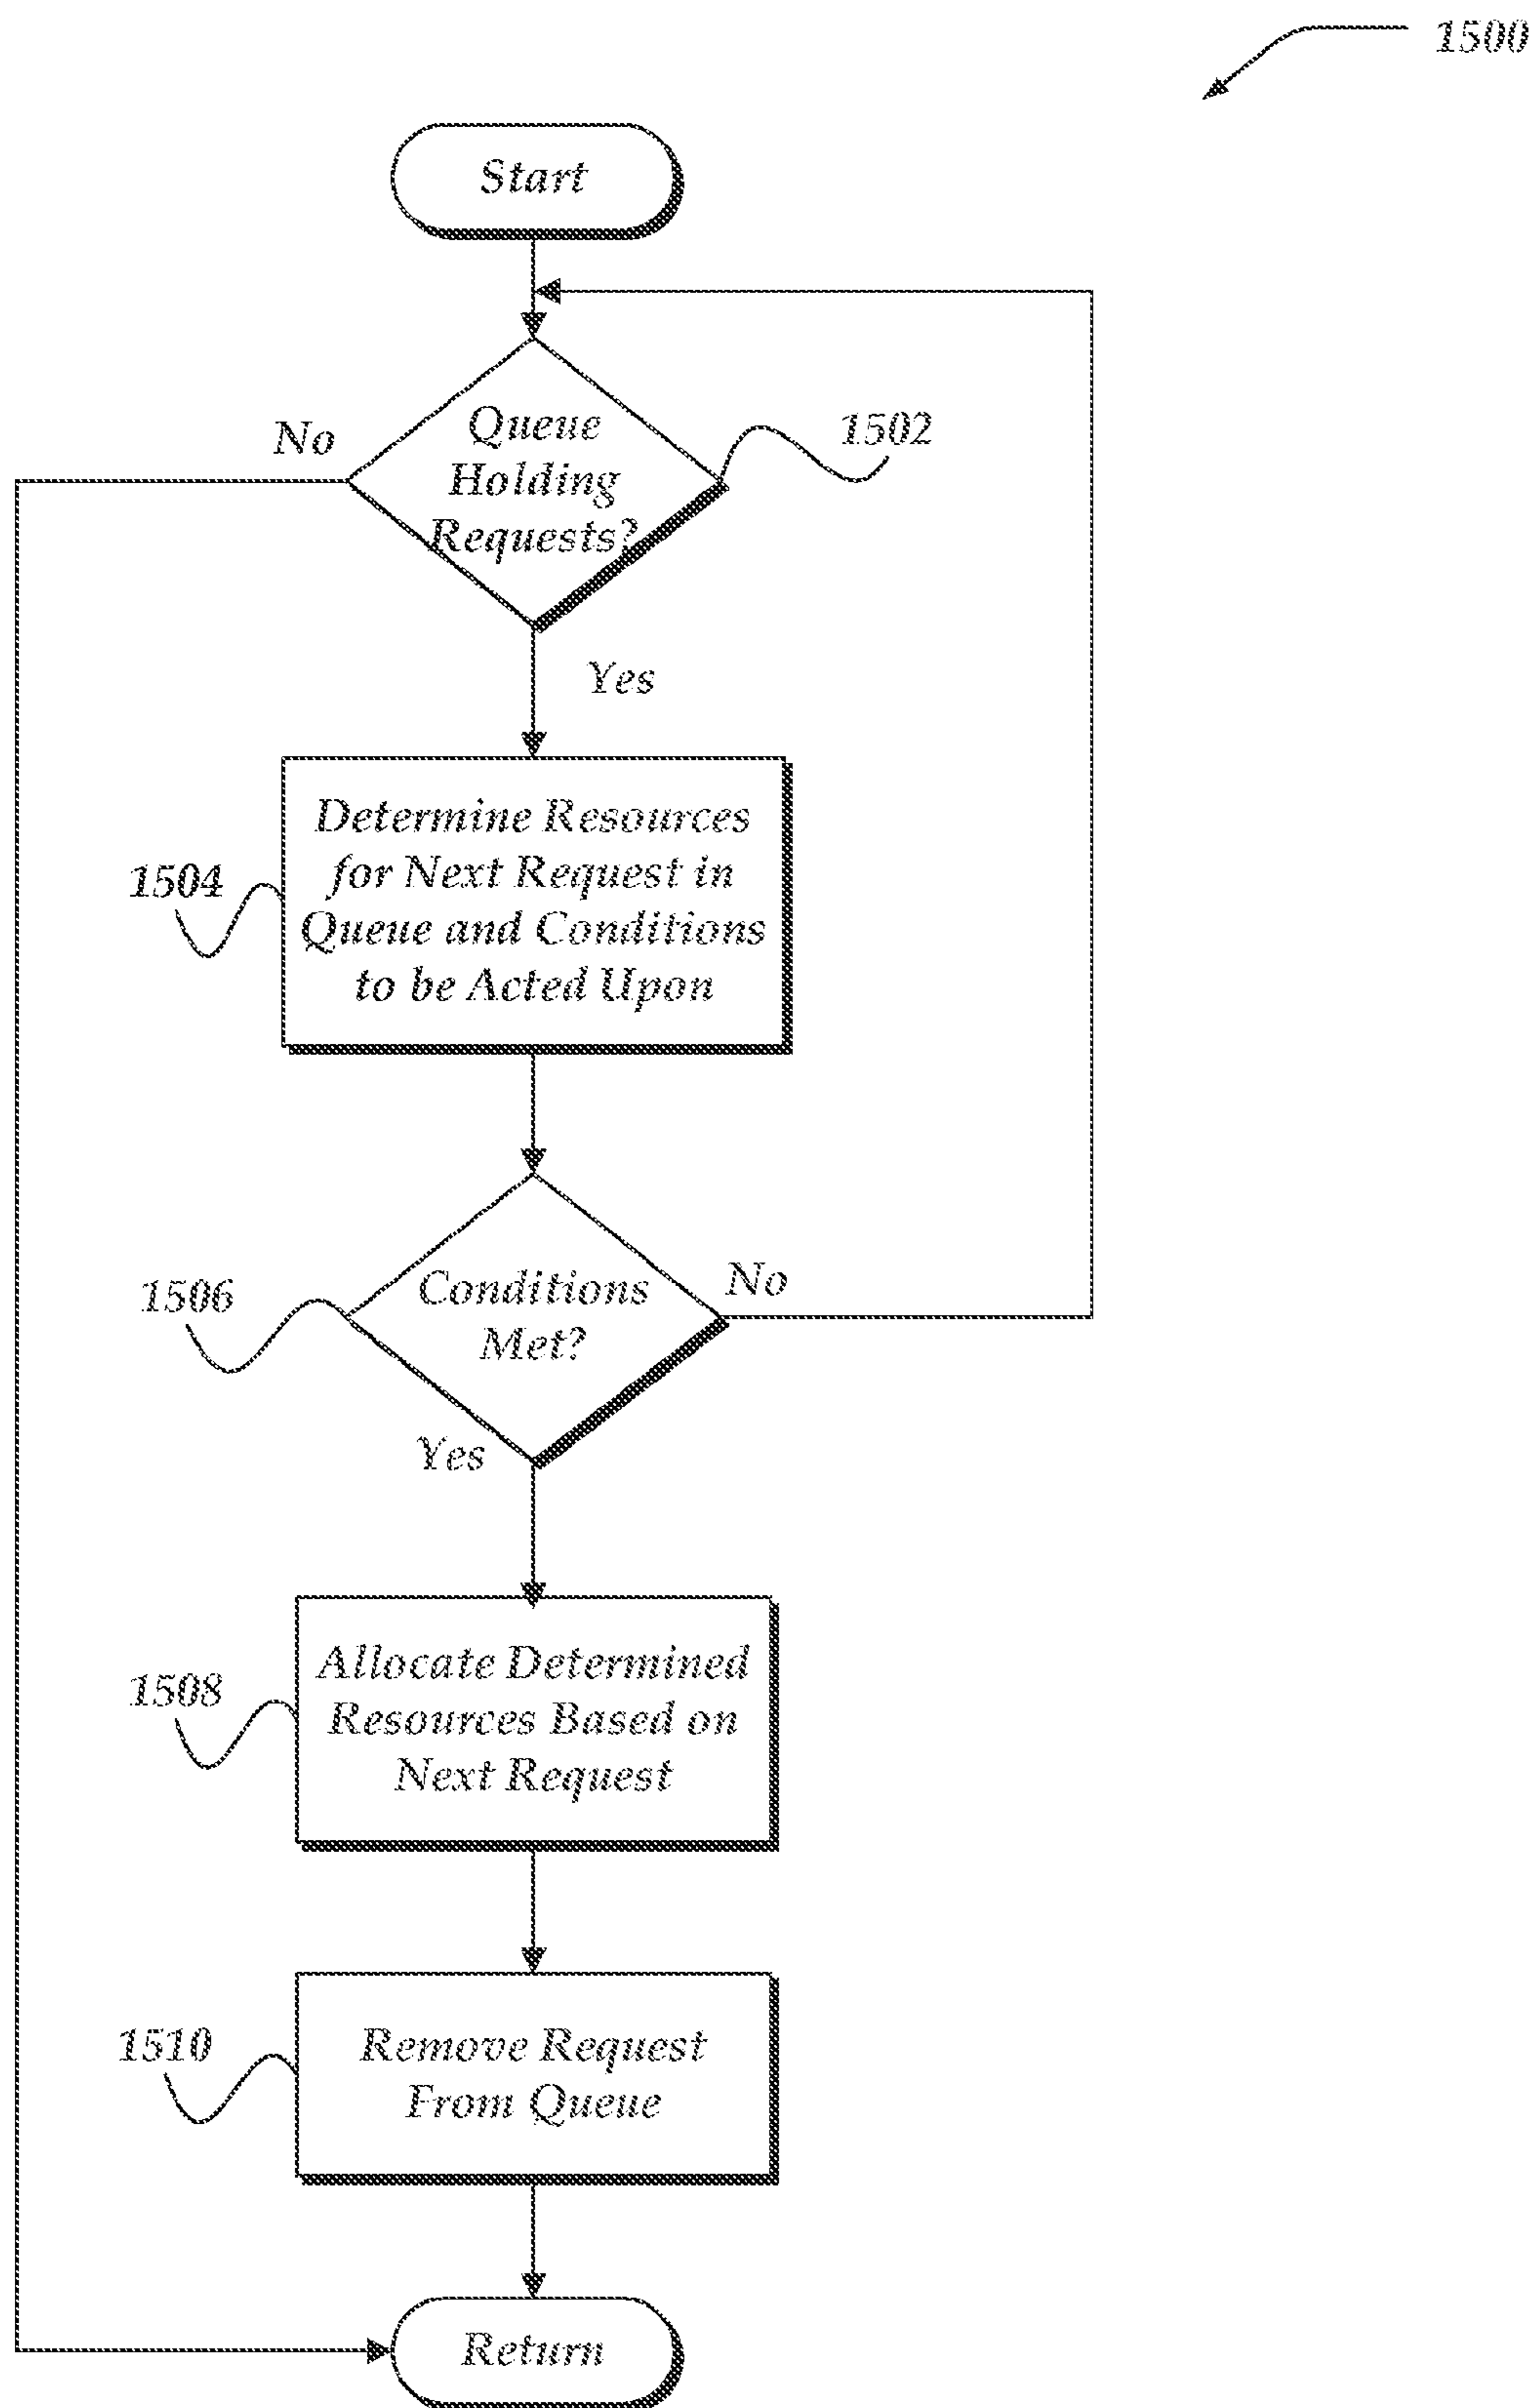 1500
Start
No
Queue
Holding
Requests?
1502
Yes
Determine Resources
for Next Request in
Queue and Conditions
to be Acted Upon
1504
1506
Conditions
Met?
No
Yes
1508
Allocate Determined
Resources Based on
Next Request
1510
Remove Request
From Queue
Return